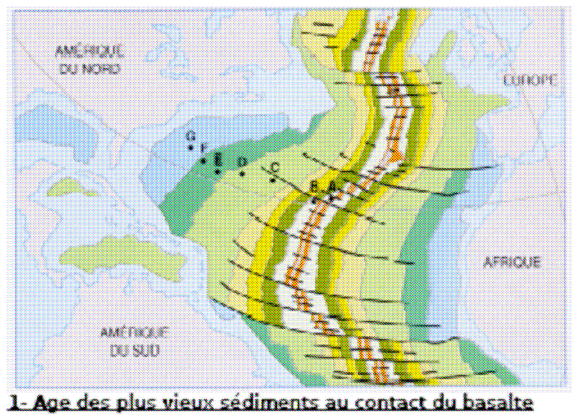 AMÉRIQUE
DU NORD
EUROPE
G
F
E
D
C
B A
AFRIQUE
AMÉRIQUE
DU SUD
1- Age des plus vieux sédiments au contact du basalte